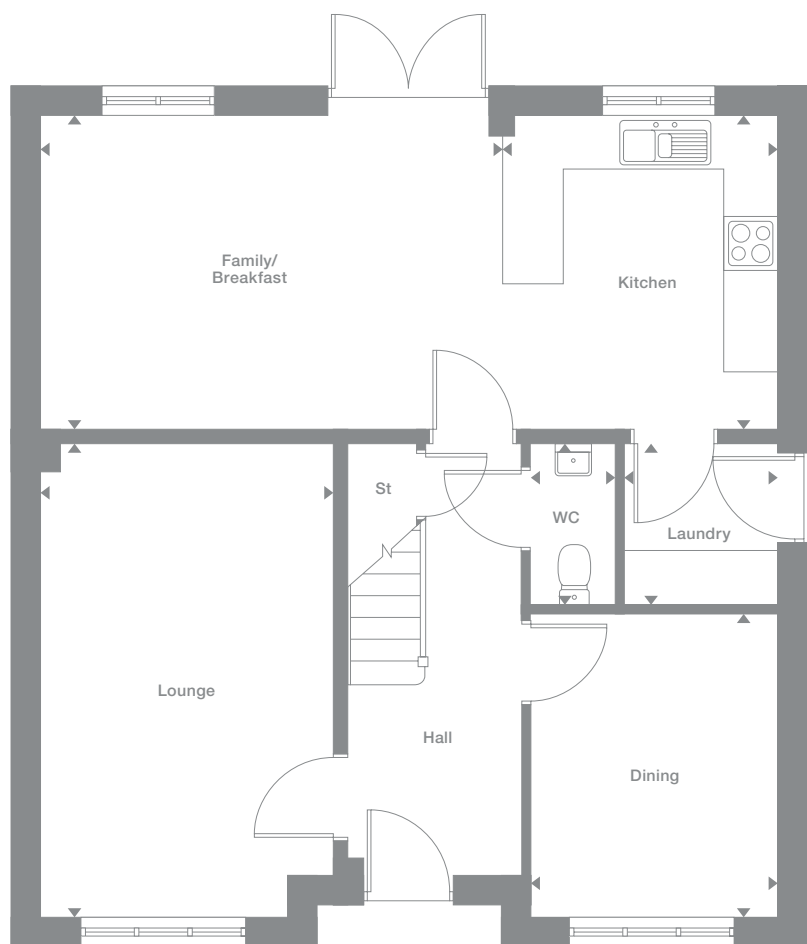 Family/
Breakfast
Kitchen
St
WC
Laundry
Lounge
Hall
Dining